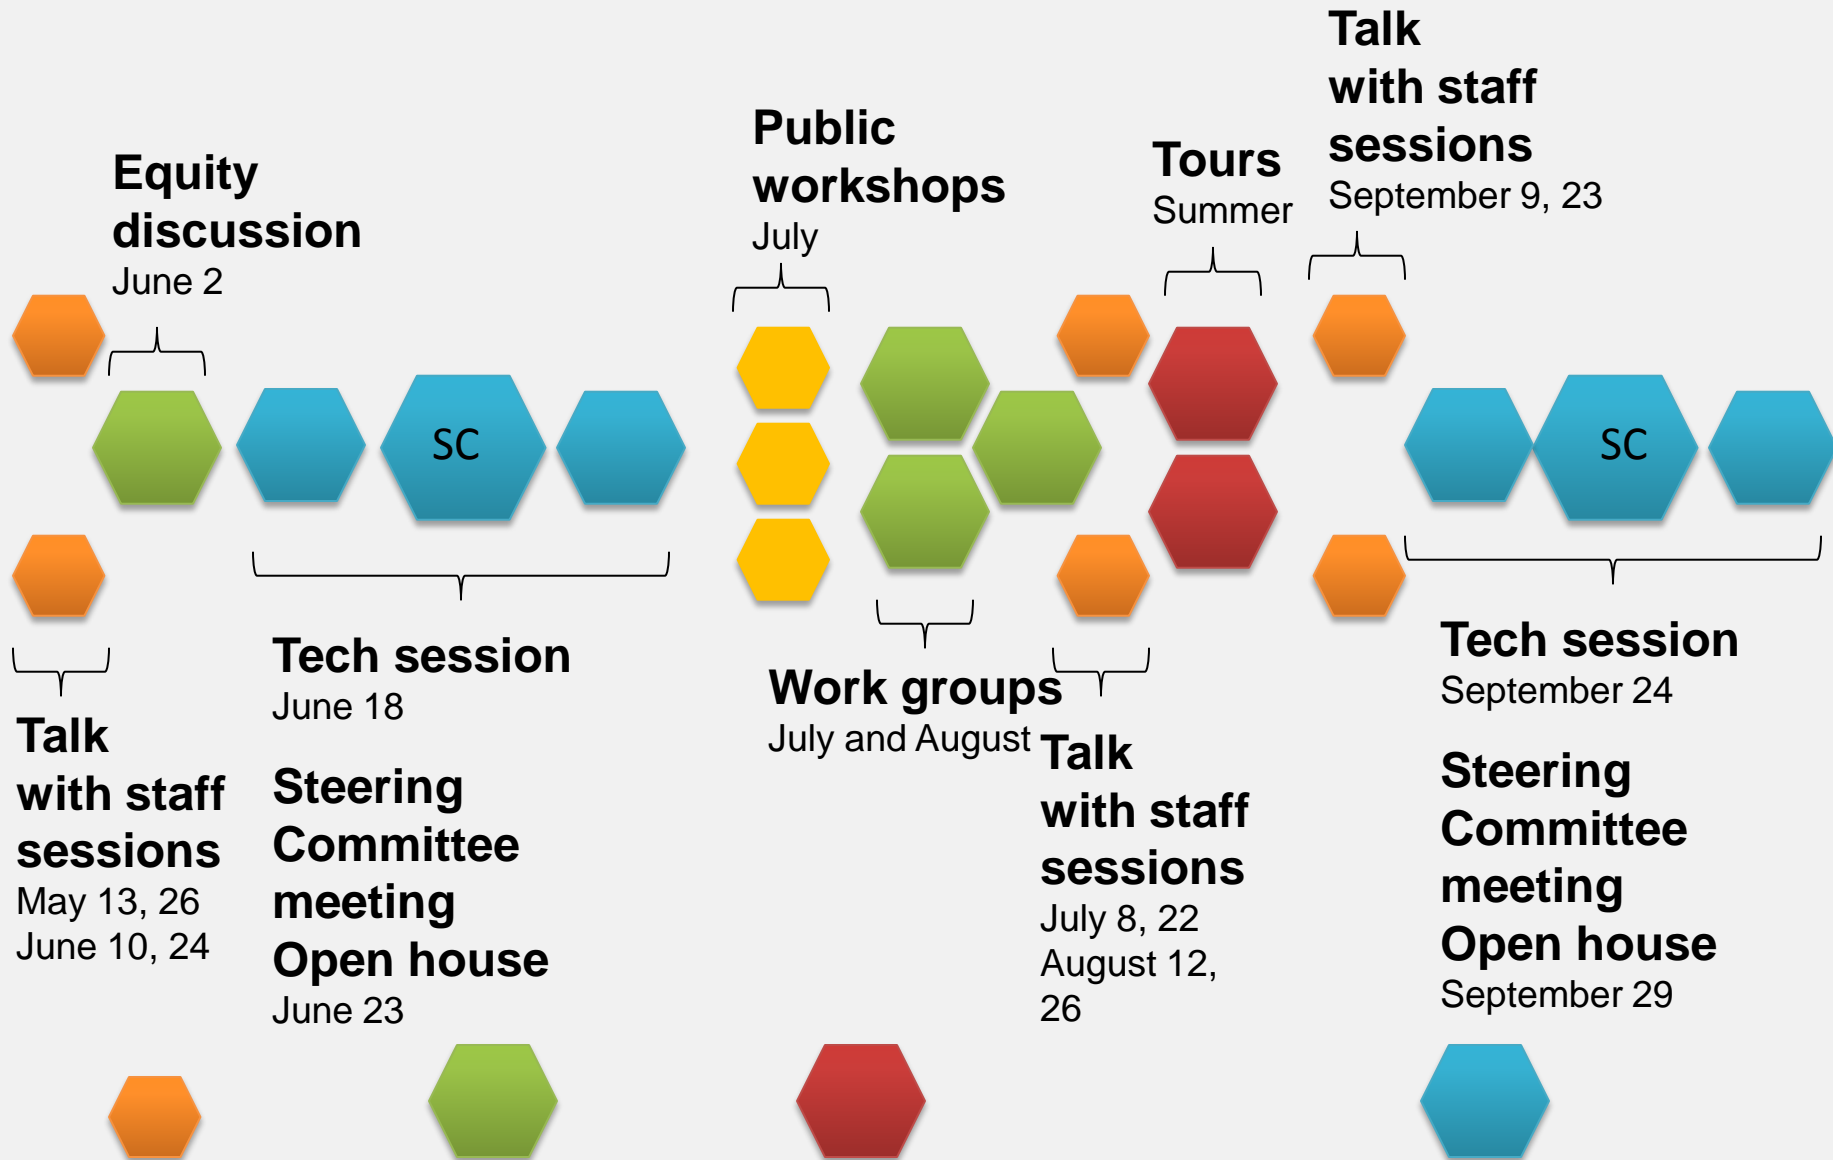 Equity
discussion
June 2
Public
workshops
July
Tours
Summer
Talk
with staff
sessions
September 9, 23
SC
SC
Talk
with staff
sessions
May 13, 26
June 10, 24
Tech session
June 18
Steering
Committee
meeting
Open house
June 23
Work groups
July and August
Talk
with staff
sessions
July 8, 22
August 12,
26
Tech session
September 24
Steering
Committee
meeting
Open house
September 29